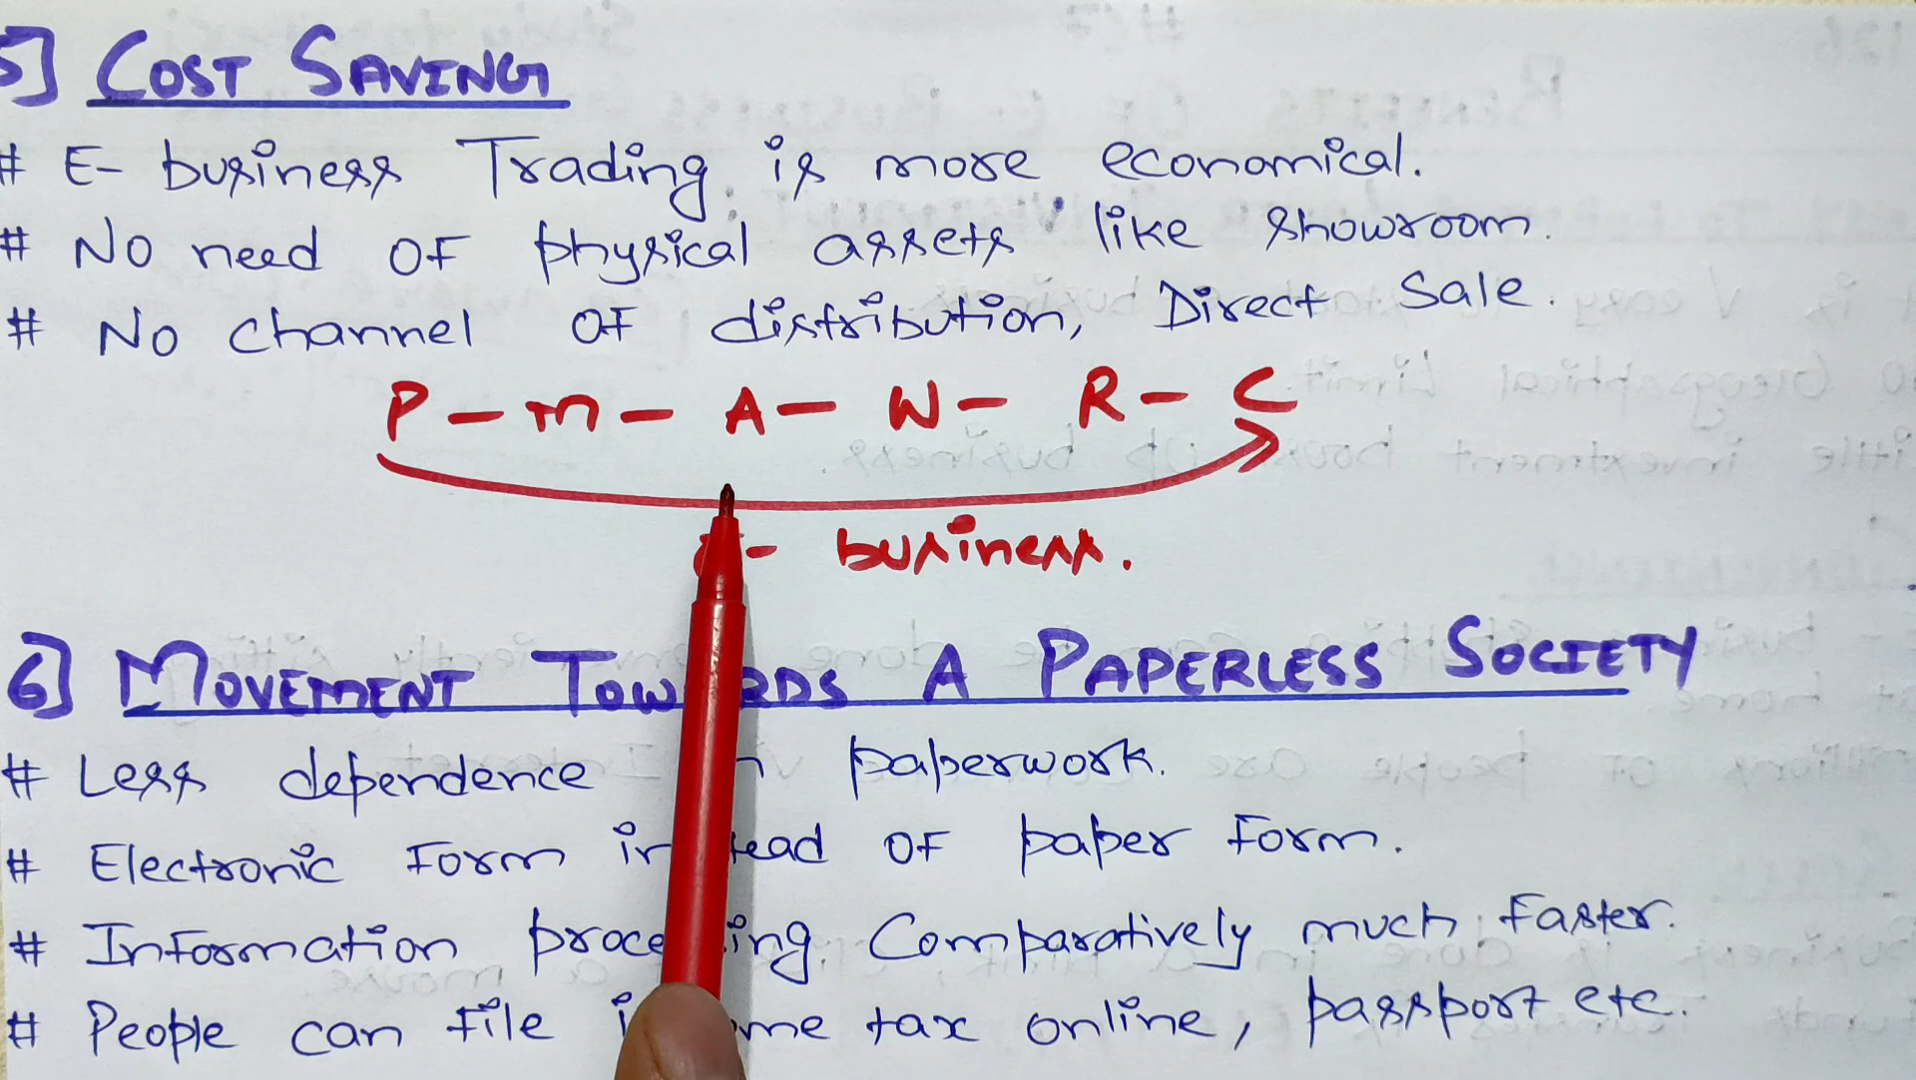 5] COST SAVING
# E- business Trading is more economical.
# No need OF physical assets like showroom.
# No channel OF distribution, Direct Sale.
P - m - A - W - R - C
- business.
6] MOVEMENT A PAPERLESS SOCIETY
# Less dependence paperwork.
# Electronic Form OF paper Form.
# Information Comparatively much Faster.
# People can File tax online, passport etc.